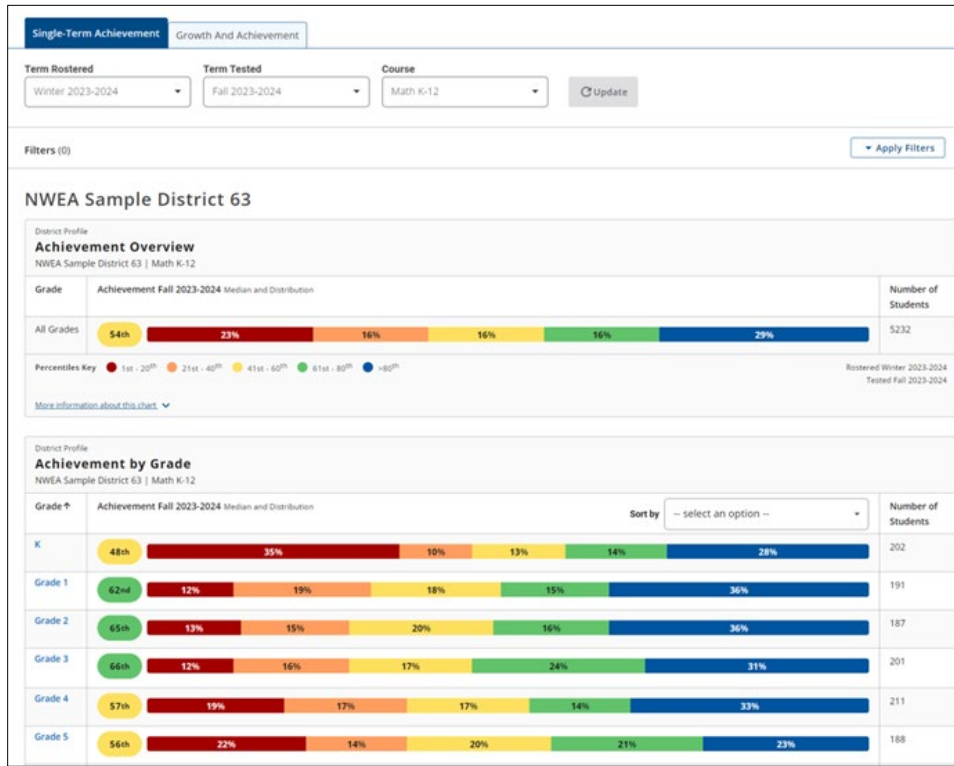 Single-Term Achievement Growth And Achievement
Term Rostered Term Tested Course
Winter 2023-2024 Fall 2023-2024 Math K-12 Update
Filters (0) Apply Filters
NWEA Sample District 63
District Profile
Achievement Overview
NWEA Sample District 63 | Math K-12
Grade Achievement Fall 2023-2024 Median and Distribution Number of Students
All Grades 54th 23% 16% 16% 16% 29% 5232
Percentiles Key 1st - 20th 21st - 40th 41st - 60th 61st - 80th >80th Rostered Winter 2023-2024
Tested Fall 2023-2024
More information about this chart
District Profile
Achievement by Grade
NWEA Sample District 63 | Math K-12
Grade Achievement Fall 2023-2024 Median and Distribution Sort by -- select an option -- Number of Students
K 48th 35% 10% 13% 14% 28% 202
Grade 1 62nd 12% 19% 18% 15% 36% 191
Grade 2 65th 13% 15% 20% 16% 36% 187
Grade 3 66th 12% 16% 17% 24% 31% 201
Grade 4 57th 19% 17% 17% 14% 33% 211
Grade 5 56th 22% 14% 20% 21% 23% 188